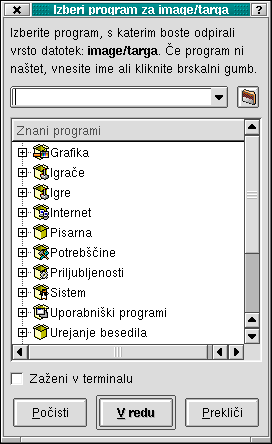 Izberi program za image/targa
Izberite program, s katerim boste odpirali
vrsto datotek: image/targa. Če program ni
naštet, vnesite ime ali kliknite brskalni gumb.
Znani programi
Grafika
Igrače
Igre
Internet
Pisarna
Potrebščine
Priljubljenosti
Sistem
Uporabniški programi
Urejanje besedila
Zaženi v terminalu
Počisti
V redu
Prekliči